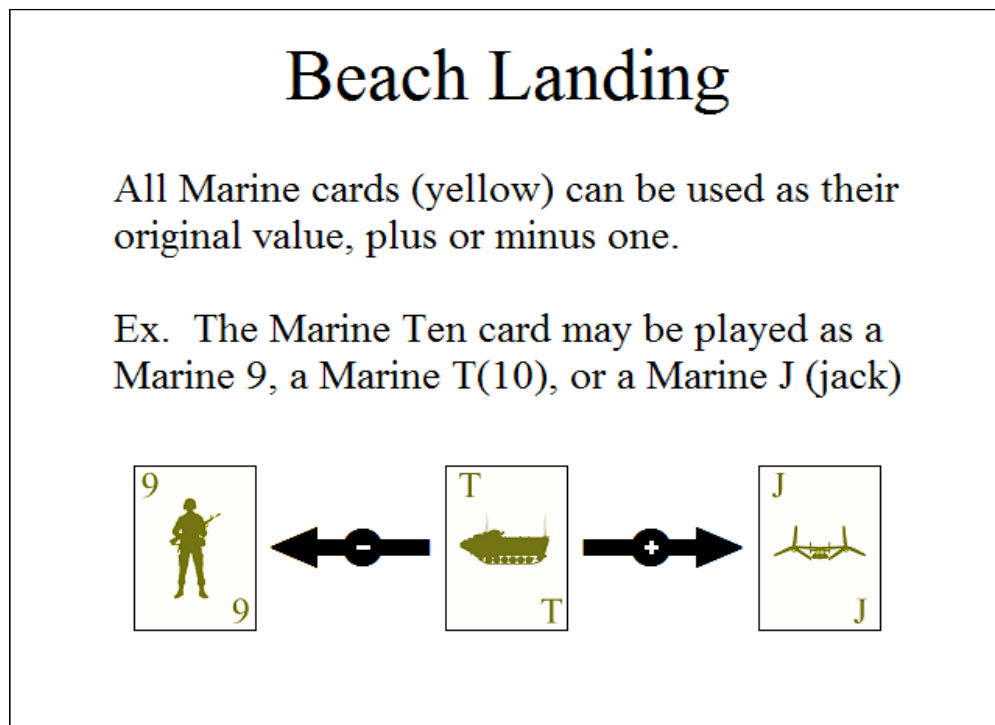 Beach Landing
All Marine cards (yellow) can be used as their
original value, plus or minus one.
Ex.  The Marine Ten card may be played as a
Marine 9, a Marine T(10), or a Marine J (jack)
9
9
-
T
T
+
J
J